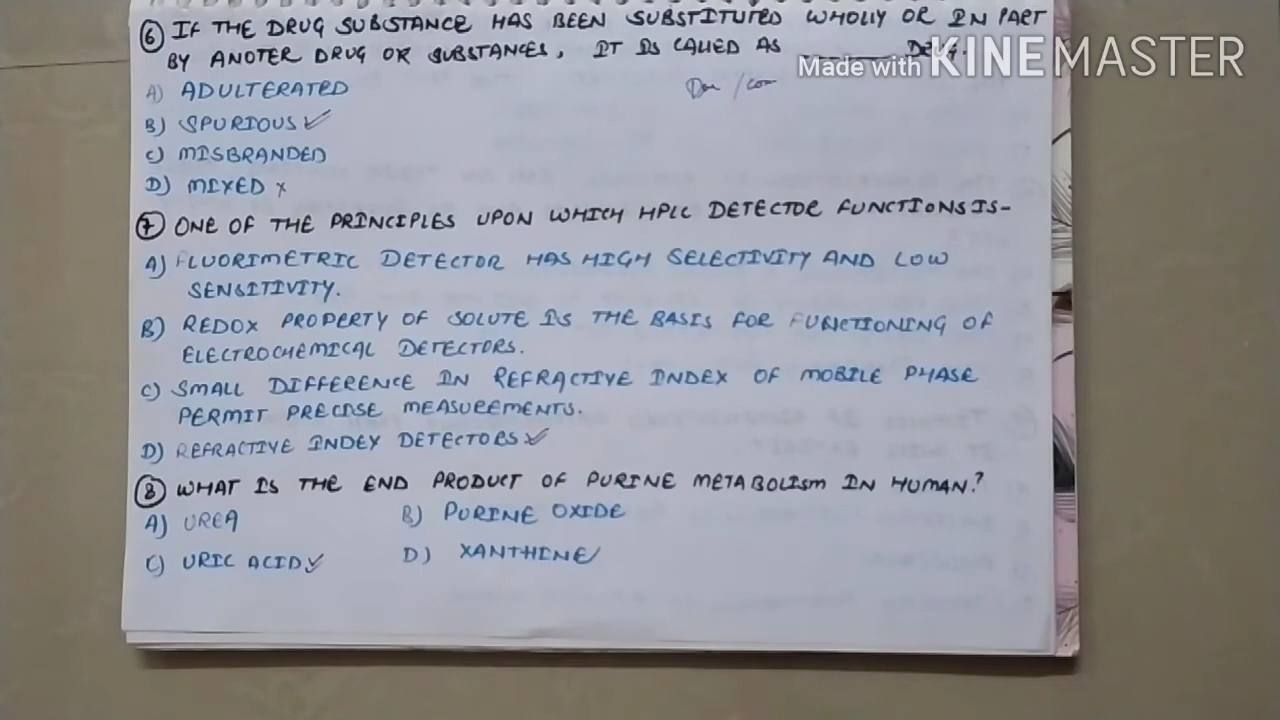 6 IF THE DRUG SUBSTANCE HAS BEEN SUBSTITUTED WHOLLY OR IN PART
BY ANOTER DRUG OR SUBSTANCES, IT IS CALLED AS ______ DRUG.
Made with KINEMASTER
A) ADULTERATED
B) SPURIOUS ✓
C) MISBRANDED
D) MIXED x
7 ONE OF THE PRINCIPLES UPON WHICH HPLC DETECTOR FUNCTIONS IS-
A) FLUORIMETRIC DETECTOR HAS HIGH SELECTIVITY AND LOW
SENSITIVITY.
B) REDOX PROPERTY OF SOLUTE IS THE BASIS FOR FUNCTIONING OF
ELECTROCHEMICAL DETECTORS.
C) SMALL DIFFERENCE IN REFRACTIVE INDEX OF MOBILE PHASE
PERMIT PRECISE MEASUREMENTS.
D) REFRACTIVE INDEX DETECTORS ✓
8 WHAT IS THE END PRODUCT OF PURINE METABOLISM IN HUMAN?
A) UREA B) PURINE OXIDE
C) URIC ACID ✓ D) XANTHINE